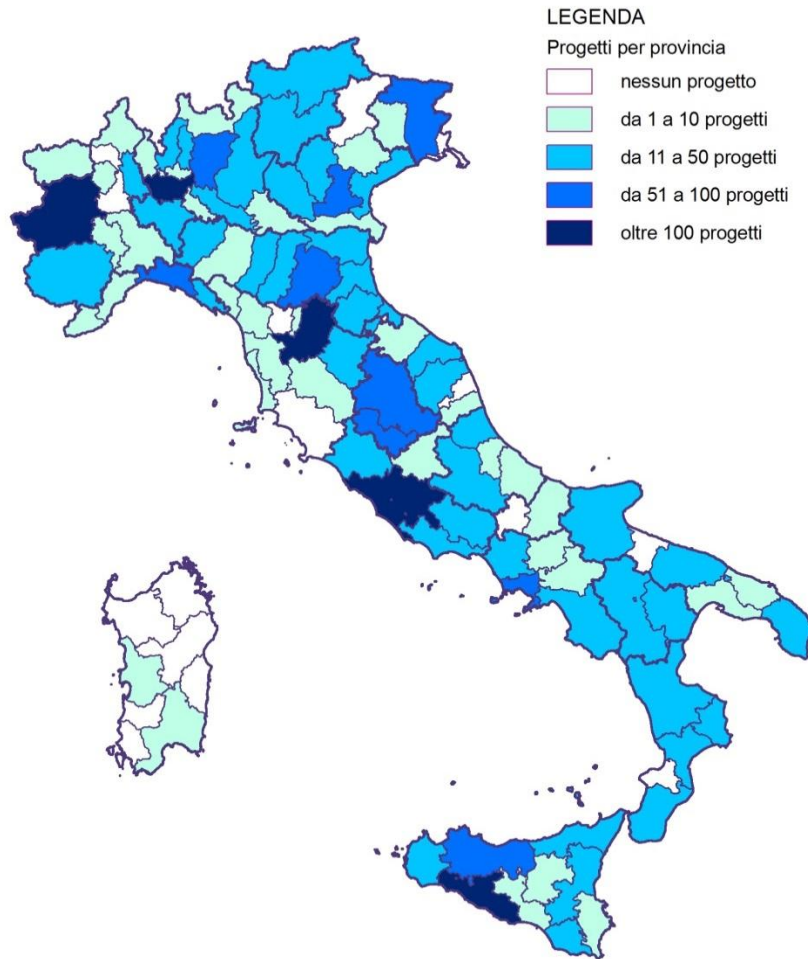 LEGENDA
Progetti per provincia
nessun progetto
da 1 a 10 progetti
da 11 a 50 progetti
da 51 a 100 progetti
oltre 100 progetti